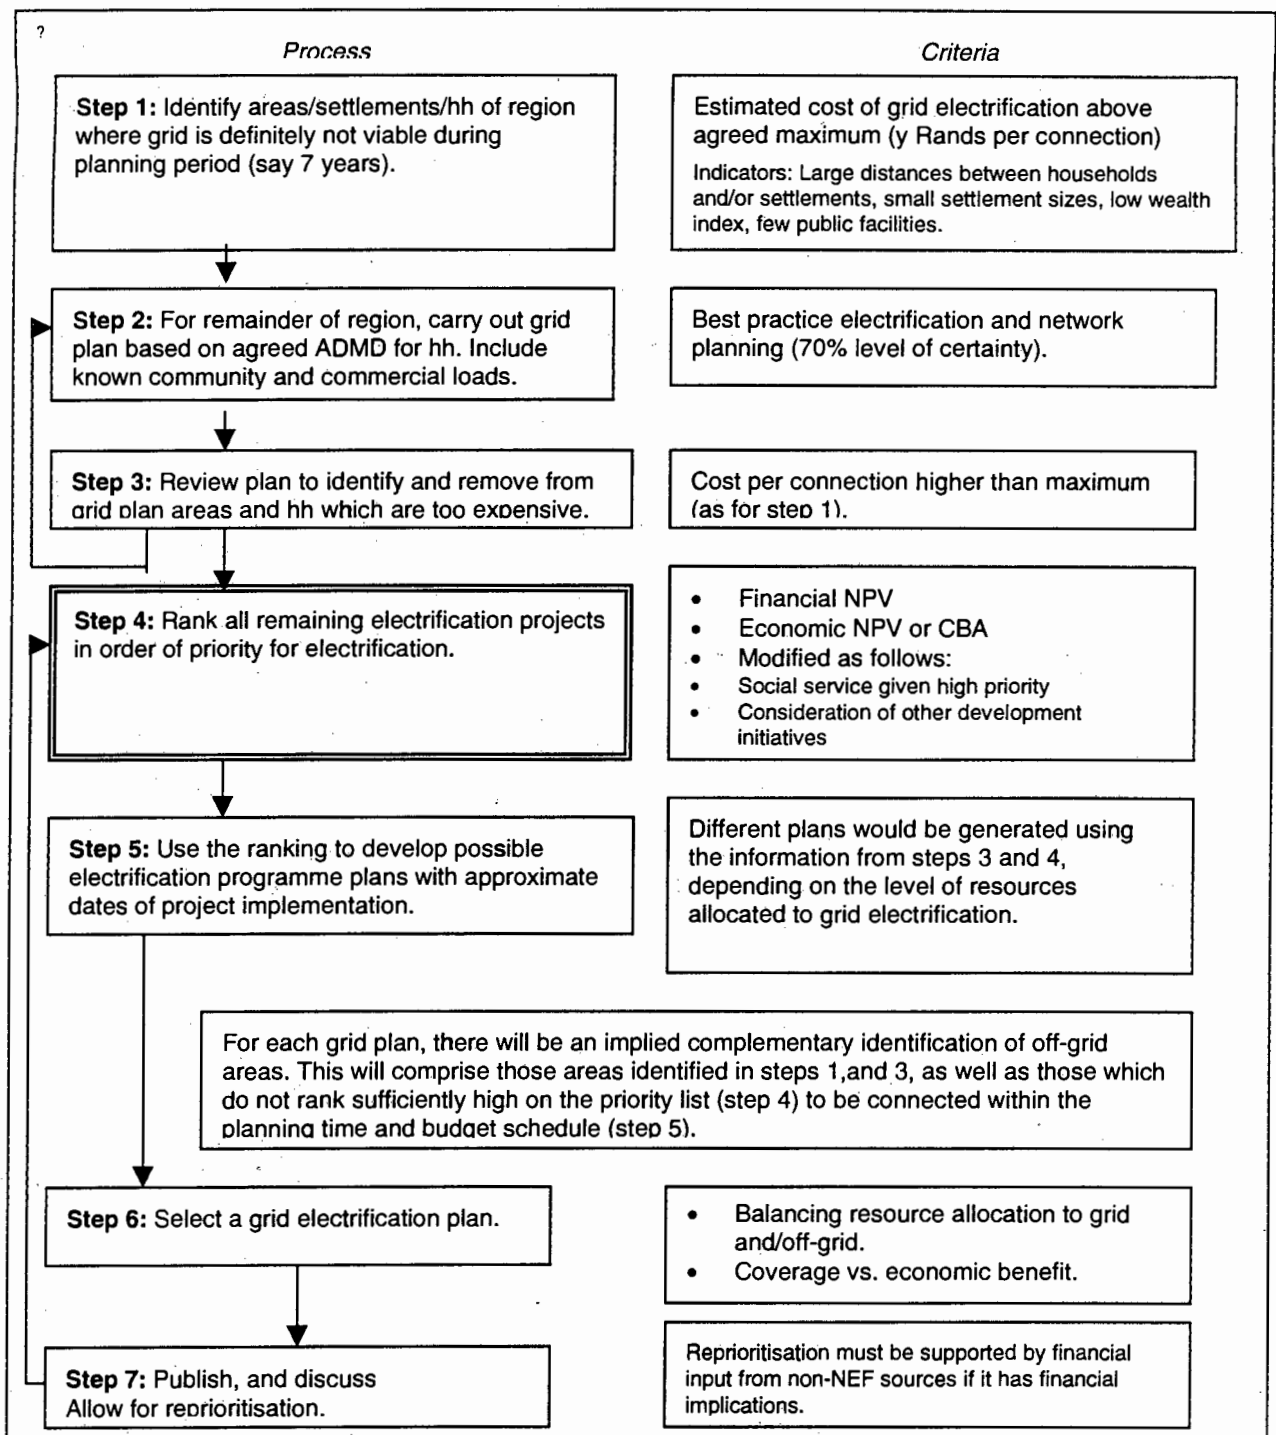 ?
Process
Criteria
Step 1: Identify areas/settlements/hh of region
where grid is definitely not viable during
planning period (say 7 years).
Estimated cost of grid electrification above
agreed maximum (y Rands per connection)
Indicators: Large distances between households
and/or settlements, small settlement sizes, low wealth
index, few public facilities.
Step 2: For remainder of region, carry out grid
plan based on agreed ADMD for hh. Include
known community and commercial loads.
Best practice electrification and network
planning (70% level of certainty).
Step 3: Review plan to identify and remove from
grid plan areas and hh which are too expensive.
Cost per connection higher than maximum
(as for step 1).
Step 4: Rank all remaining electrification projects
in order of priority for electrification.
• Financial NPV
• Economic NPV or CBA
• Modified as follows:
• Social service given high priority
• Consideration of other development
initiatives
Step 5: Use the ranking to develop possible
electrification programme plans with approximate
dates of project implementation.
Different plans would be generated using
the information from steps 3 and 4,
depending on the level of resources
allocated to grid electrification.
For each grid plan, there will be an implied complementary identification of off-grid
areas. This will comprise those areas identified in steps 1,and 3, as well as those which
do not rank sufficiently high on the priority list (step 4) to be connected within the
planning time and budget schedule (step 5).
Step 6: Select a grid electrification plan.
• Balancing resource allocation to grid
and/off-grid.
• Coverage vs. economic benefit.
Step 7: Publish, and discuss
Allow for reprioritisation.
Reprioritisation must be supported by financial
input from non-NEF sources if it has financial
implications.